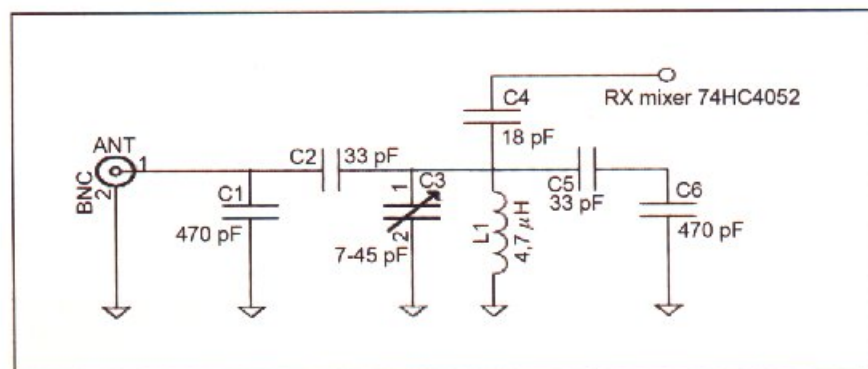 C4
RX mixer 74HC4052
18 pF
ANT
1
BNC
2
C2
33 pF
C1
470 pF
1
C3
2
7-45 pF
L1
4,7 µH
C5
33 pF
C6
470 pF